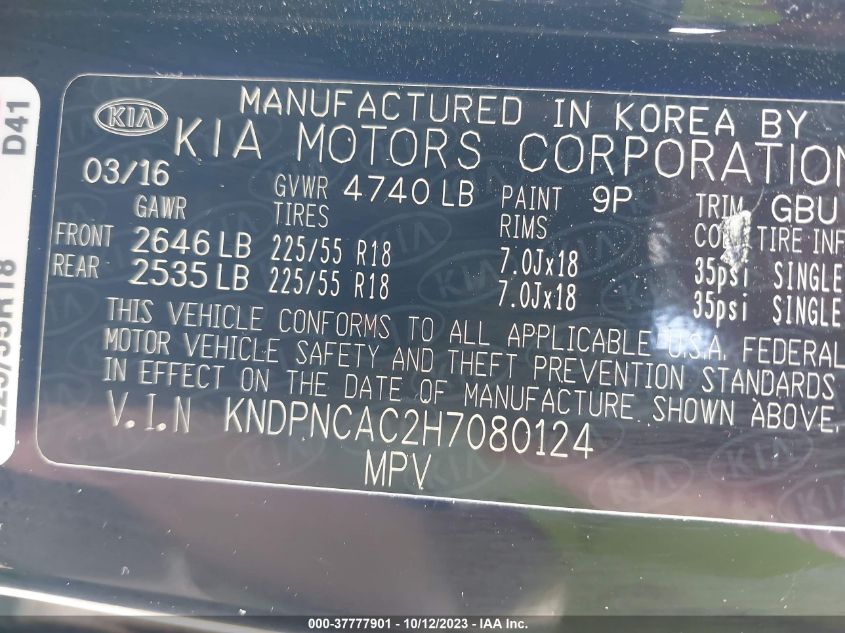 D41
225/55R18
KIA
MANUFACTURED IN KOREA BY
KIA MOTORS CORPORATION
03/16 GVWR 4740 LB PAINT 9P TRIM GBU
GAWR TIRES RIMS TIRE INF
FRONT 2646 LB 225/55 R18 7.0Jx18 35psi SINGLE
REAR 2535 LB 225/55 R18 7.0Jx18 35psi SINGLE
THIS VEHICLE CONFORMS TO ALL APPLICABLE U.S.A. FEDERAL
MOTOR VEHICLE SAFETY AND THEFT PREVENTION STANDARDS
IN EFFECT ON THE DATE OF MANUFACTURE SHOWN ABOVE.
V.I.N KNDPNCAC2H7080124
MPV
000-37777901 - 10/12/2023 - IAA Inc.